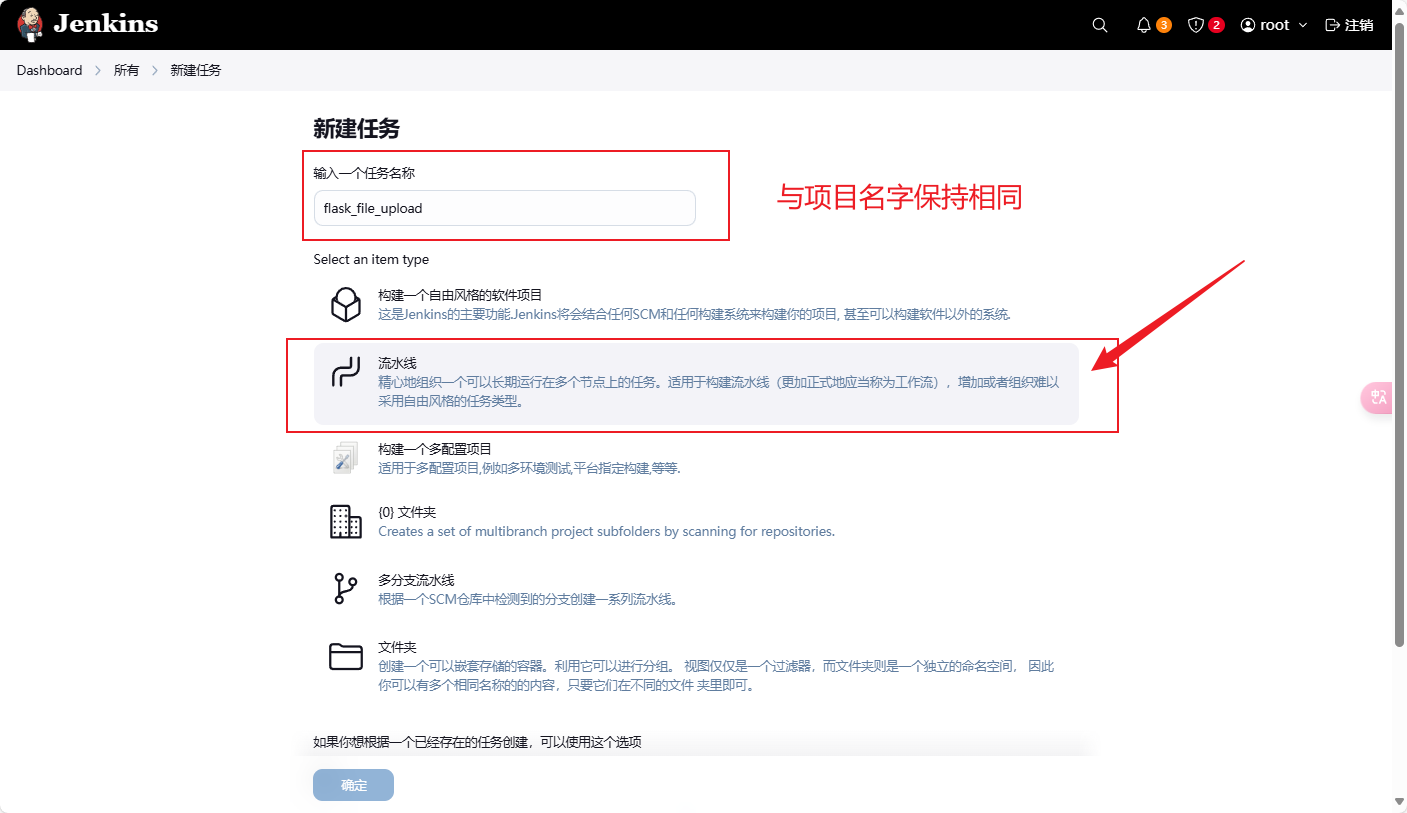 Jenkins
3
2
root
注销
Dashboard
所有
新建任务
新建任务
输入一个任务名称
flask_file_upload
与项目名字保持相同
Select an item type
构建一个自由风格的软件项目
这是Jenkins的主要功能.Jenkins将会结合任何SCM和任何构建系统来构建你的项目, 甚至可以构建软件以外的系统.
流水线
精心地组织一个可以长期运行在多个节点上的任务。适用于构建流水线（更加正式地应当称为工作流），增加或者组织难以
采用自由风格的任务类型。
构建一个多配置项目
适用于多配置项目,例如多环境测试,平台指定构建,等等.
{0} 文件夹
Creates a set of multibranch project subfolders by scanning for repositories.
多分支流水线
根据一个SCM仓库中检测到的分支创建一系列流水线。
文件夹
创建一个可以嵌套存储的容器。利用它可以进行分组。 视图仅仅是一个过滤器，而文件夹则是一个独立的命名空间， 因此
你可以有多个相同名称的的内容，只要它们在不同的文件 夹里即可。
如果你想根据一个已经存在的任务创建，可以使用这个选项
确定
中A